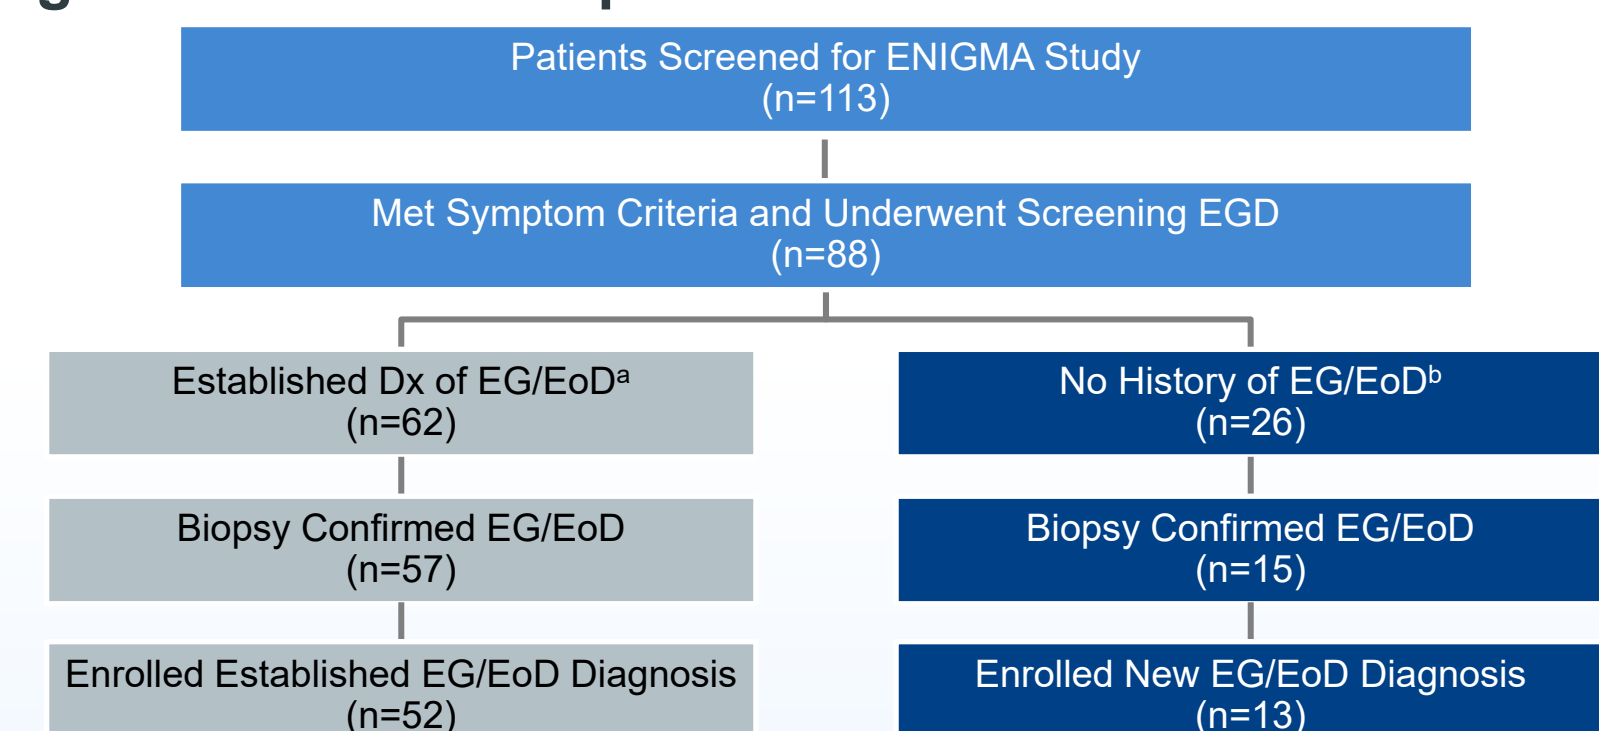 Patients Screened for ENIGMA Study
(n=113)
Met Symptom Criteria and Underwent Screening EGD
(n=88)
Established Dx of EG/EoDᵃ
(n=62)
No History of EG/EoDᵇ
(n=26)
Biopsy Confirmed EG/EoD
(n=57)
Biopsy Confirmed EG/EoD
(n=15)
Enrolled Established EG/EoD Diagnosis
(n=52)
Enrolled New EG/EoD Diagnosis
(n=13)